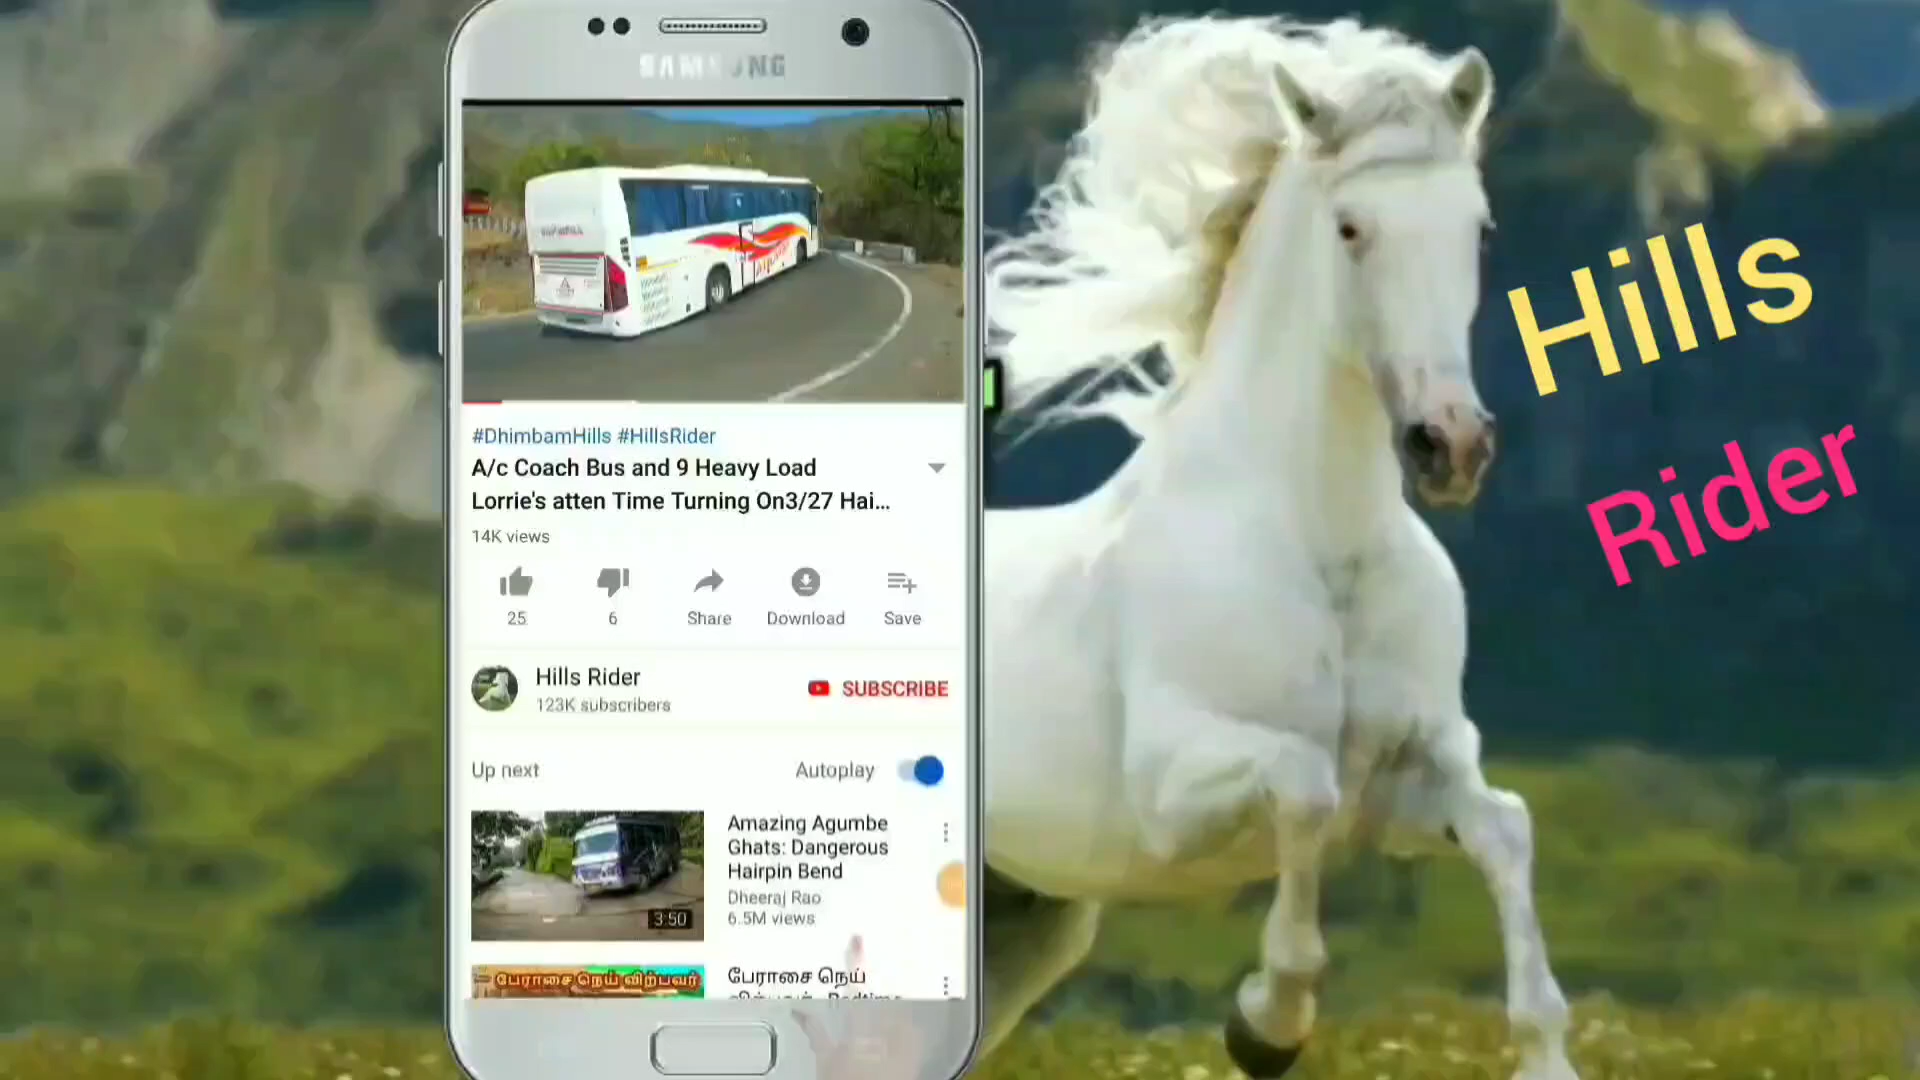 SAMSUNG
#DhimbamHills #HillsRider
A/c Coach Bus and 9 Heavy Load
Lorrie's atten Time Turning On3/27 Hai...
14K views
25
6
Share
Download
Save
Hills Rider
123K subscribers
SUBSCRIBE
Up next
Autoplay
Amazing Agumbe
Ghats: Dangerous
Hairpin Bend
Dheeraj Rao
6.5M views
3:50
பேராசை நெய் விற்பவர்
பேராசை நெய்
Hills
Rider